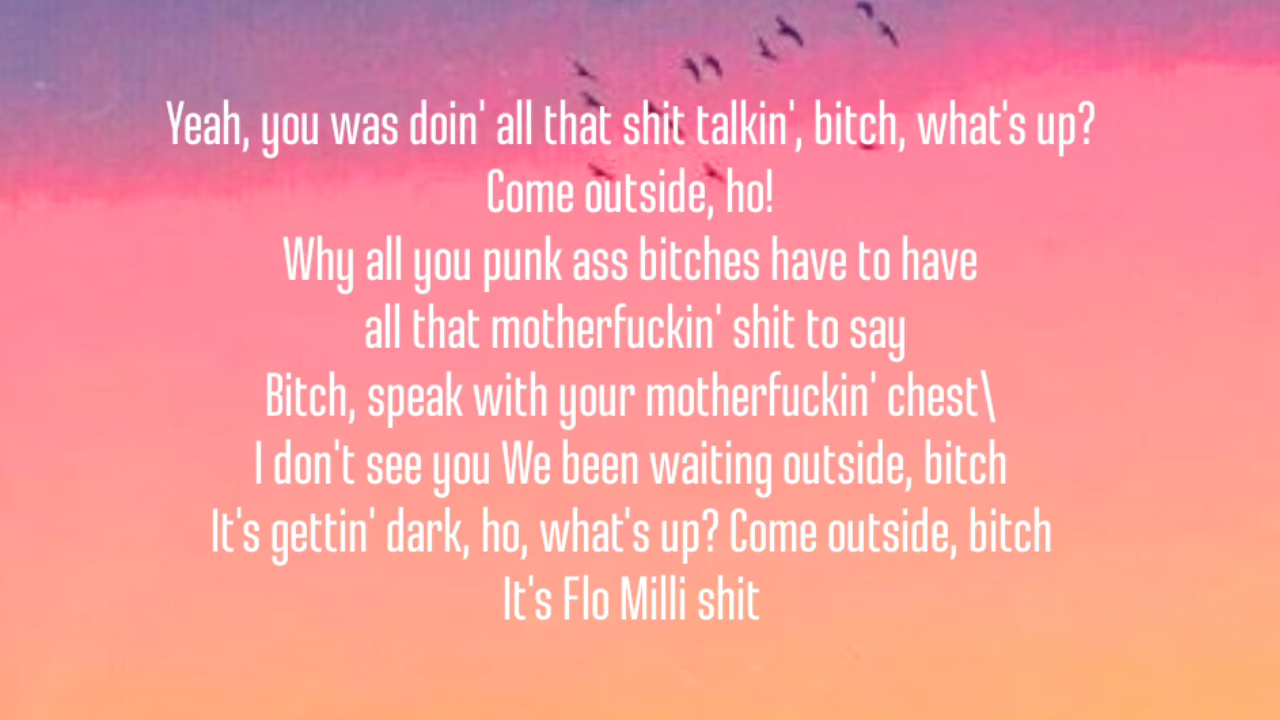 Yeah, you was doin' all that shit talkin', bitch, what's up?
Come outside, ho!
Why all you punk ass bitches have to have
all that motherfuckin' shit to say
Bitch, speak with your motherfuckin' chest\
I don't see you We been waiting outside, bitch
It's gettin' dark, ho, what's up? Come outside, bitch
It's Flo Milli shit